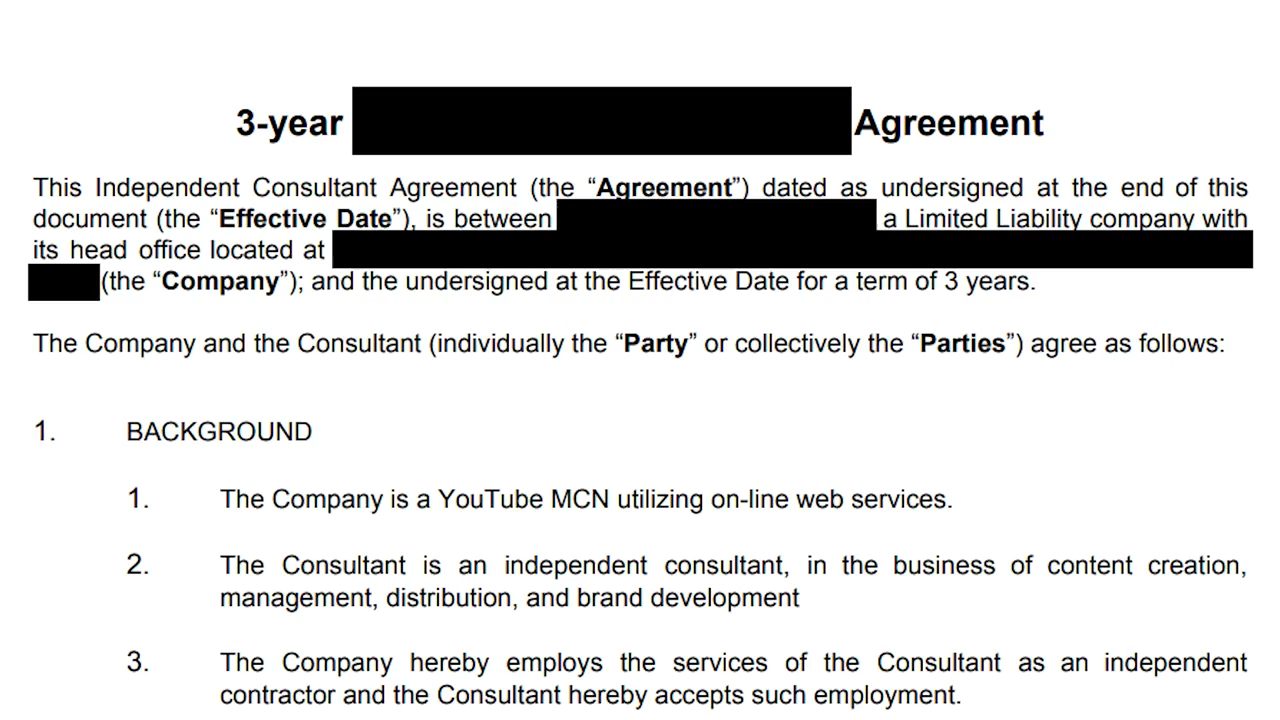 3-year Agreement
This Independent Consultant Agreement (the “Agreement”) dated as undersigned at the end of this
document (the “Effective Date”), is between a Limited Liability company with
its head office located at
(the “Company”); and the undersigned at the Effective Date for a term of 3 years.
The Company and the Consultant (individually the “Party” or collectively the “Parties”) agree as follows:
1. BACKGROUND
1. The Company is a YouTube MCN utilizing on-line web services.
2. The Consultant is an independent consultant, in the business of content creation,
management, distribution, and brand development
3. The Company hereby employs the services of the Consultant as an independent
contractor and the Consultant hereby accepts such employment.